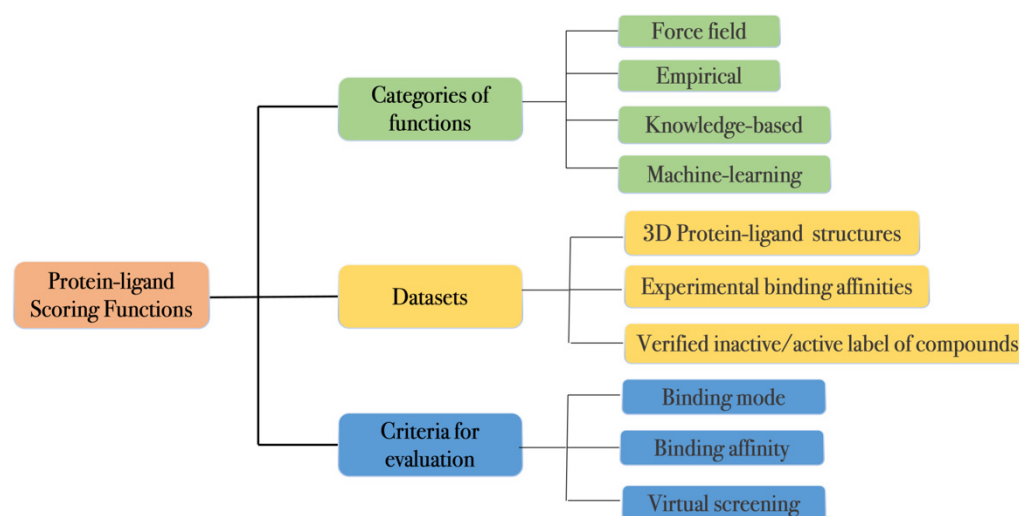 Protein-ligand
Scoring Functions
Categories of
functions
Force field
Empirical
Knowledge-based
Machine-learning
Datasets
3D Protein-ligand structures
Experimental binding affinities
Verified inactive/active label of compounds
Criteria for
evaluation
Binding mode
Binding affinity
Virtual screening